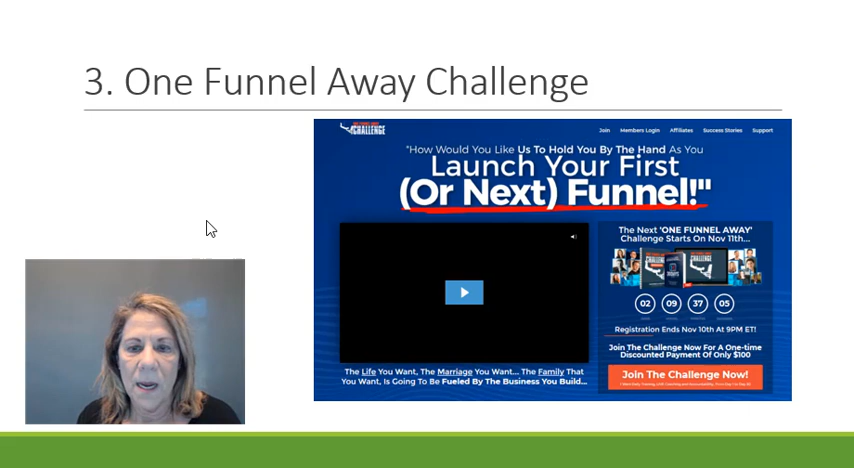 3. One Funnel Away Challenge
CHALLENGE
Join Members Login Affiliates Success Stories Support
"How Would You Like Us To Hold You By The Hand As You
Launch Your First
(Or Next) Funnel!"
The Next 'ONE FUNNEL AWAY'
Challenge Starts On Nov 11th...
02 09 37 05
Registration Ends Nov 10th At 9PM ET!
Join The Challenge Now For A One-time
Discounted Payment Of Only $100
Join The Challenge Now!
The Life You Want, The Marriage You Want... The Family That
You Want, Is Going To Be Fueled By The Business You Build...